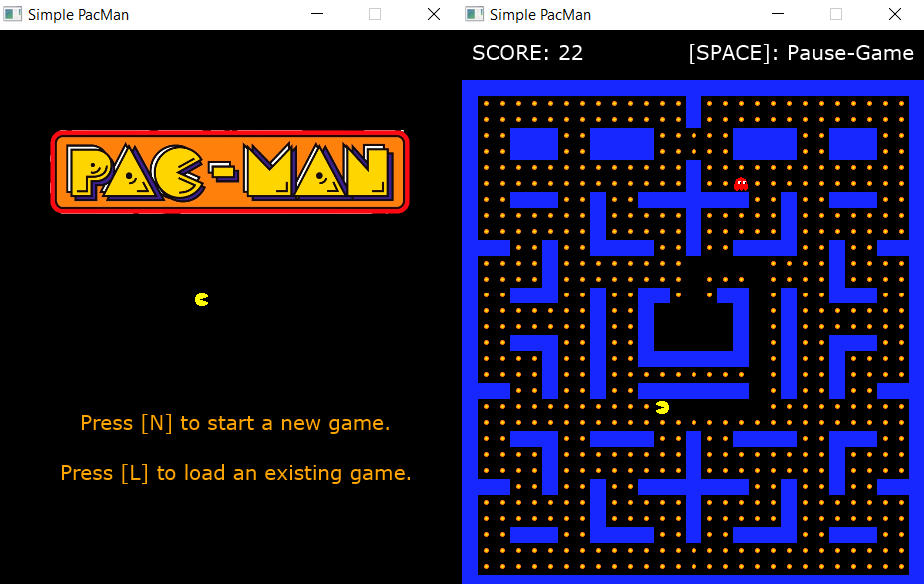 Simple PacMan
PAC-MAN
Press [N] to start a new game.
Press [L] to load an existing game.
Simple PacMan
SCORE: 22
[SPACE]: Pause-Game